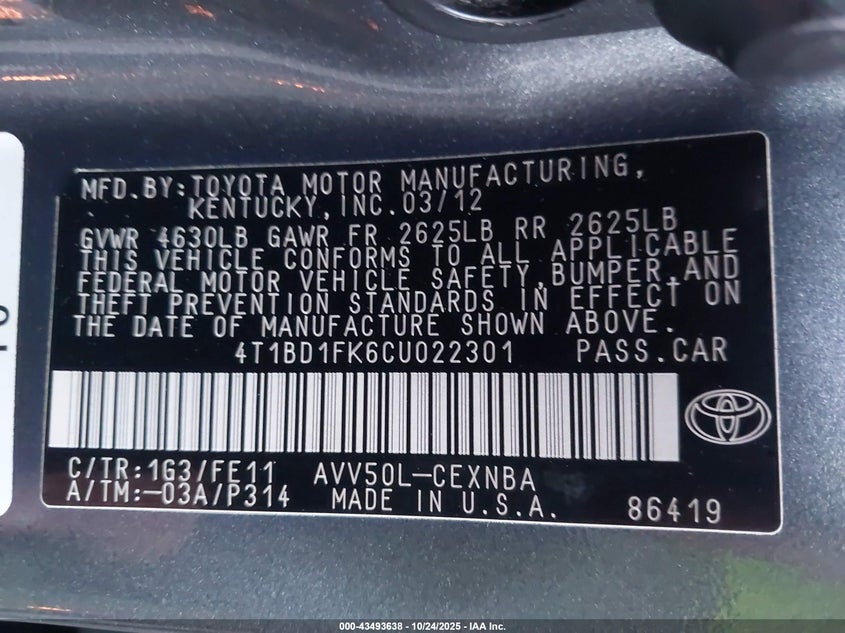 MFD.BY:TOYOTA MOTOR MANUFACTURING,
KENTUCKY,INC.03/12
GVWR 4630LB GAWR FR 2625LB RR 2625LB
THIS VEHICLE CONFORMS TO ALL APPLICABLE
FEDERAL MOTOR VEHICLE SAFETY,BUMPER,AND
THEFT PREVENTION STANDARDS IN EFFECT ON
THE DATE OF MANUFACTURE SHOWN ABOVE.
4T1BD1FK6CU022301 PASS.CAR
C/TR:1G3/FE11 AVV50L-CEXNBA
A/TM:-03A/P314 MADE IN U.S.A. 86419
000-43493638 - 10/24/2025 - IAA Inc.